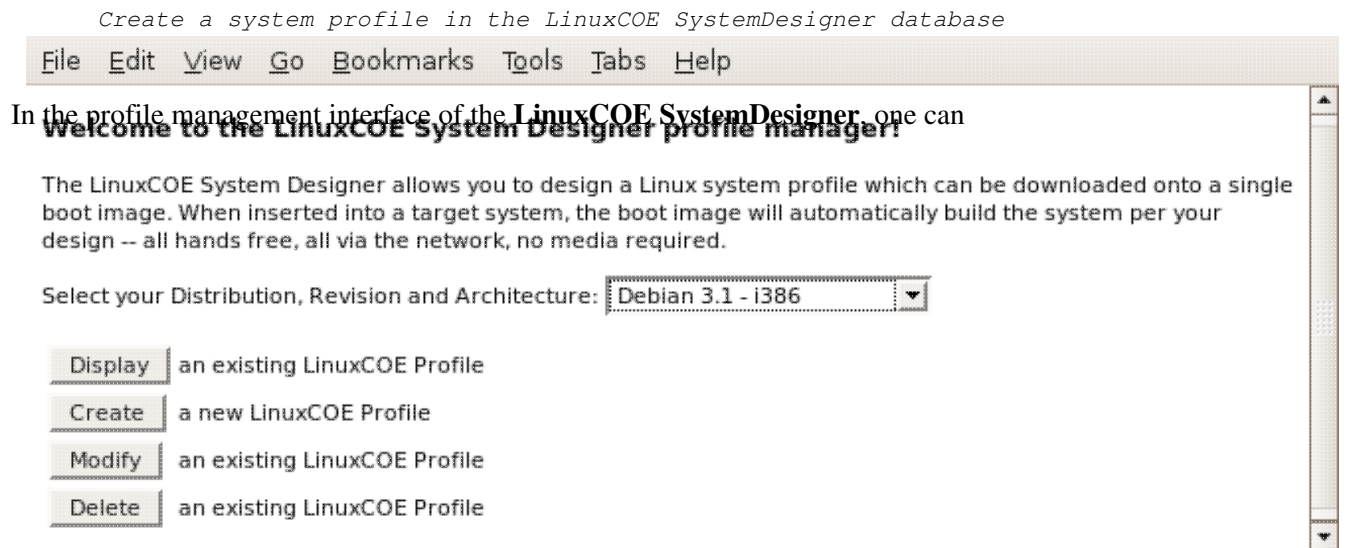 Create a system profile in the LinuxCOE SystemDesigner database
File Edit View Go Bookmarks Tools Tabs Help
In the profile management interface of the LinuxCOE SystemDesigner, one can
Welcome to the LinuxCOE System Designer profile manager!
The LinuxCOE System Designer allows you to design a Linux system profile which can be downloaded onto a single
boot image. When inserted into a target system, the boot image will automatically build the system per your
design -- all hands free, all via the network, no media required.
Select your Distribution, Revision and Architecture: Debian 3.1 - i386
Display an existing LinuxCOE Profile
Create a new LinuxCOE Profile
Modify an existing LinuxCOE Profile
Delete an existing LinuxCOE Profile